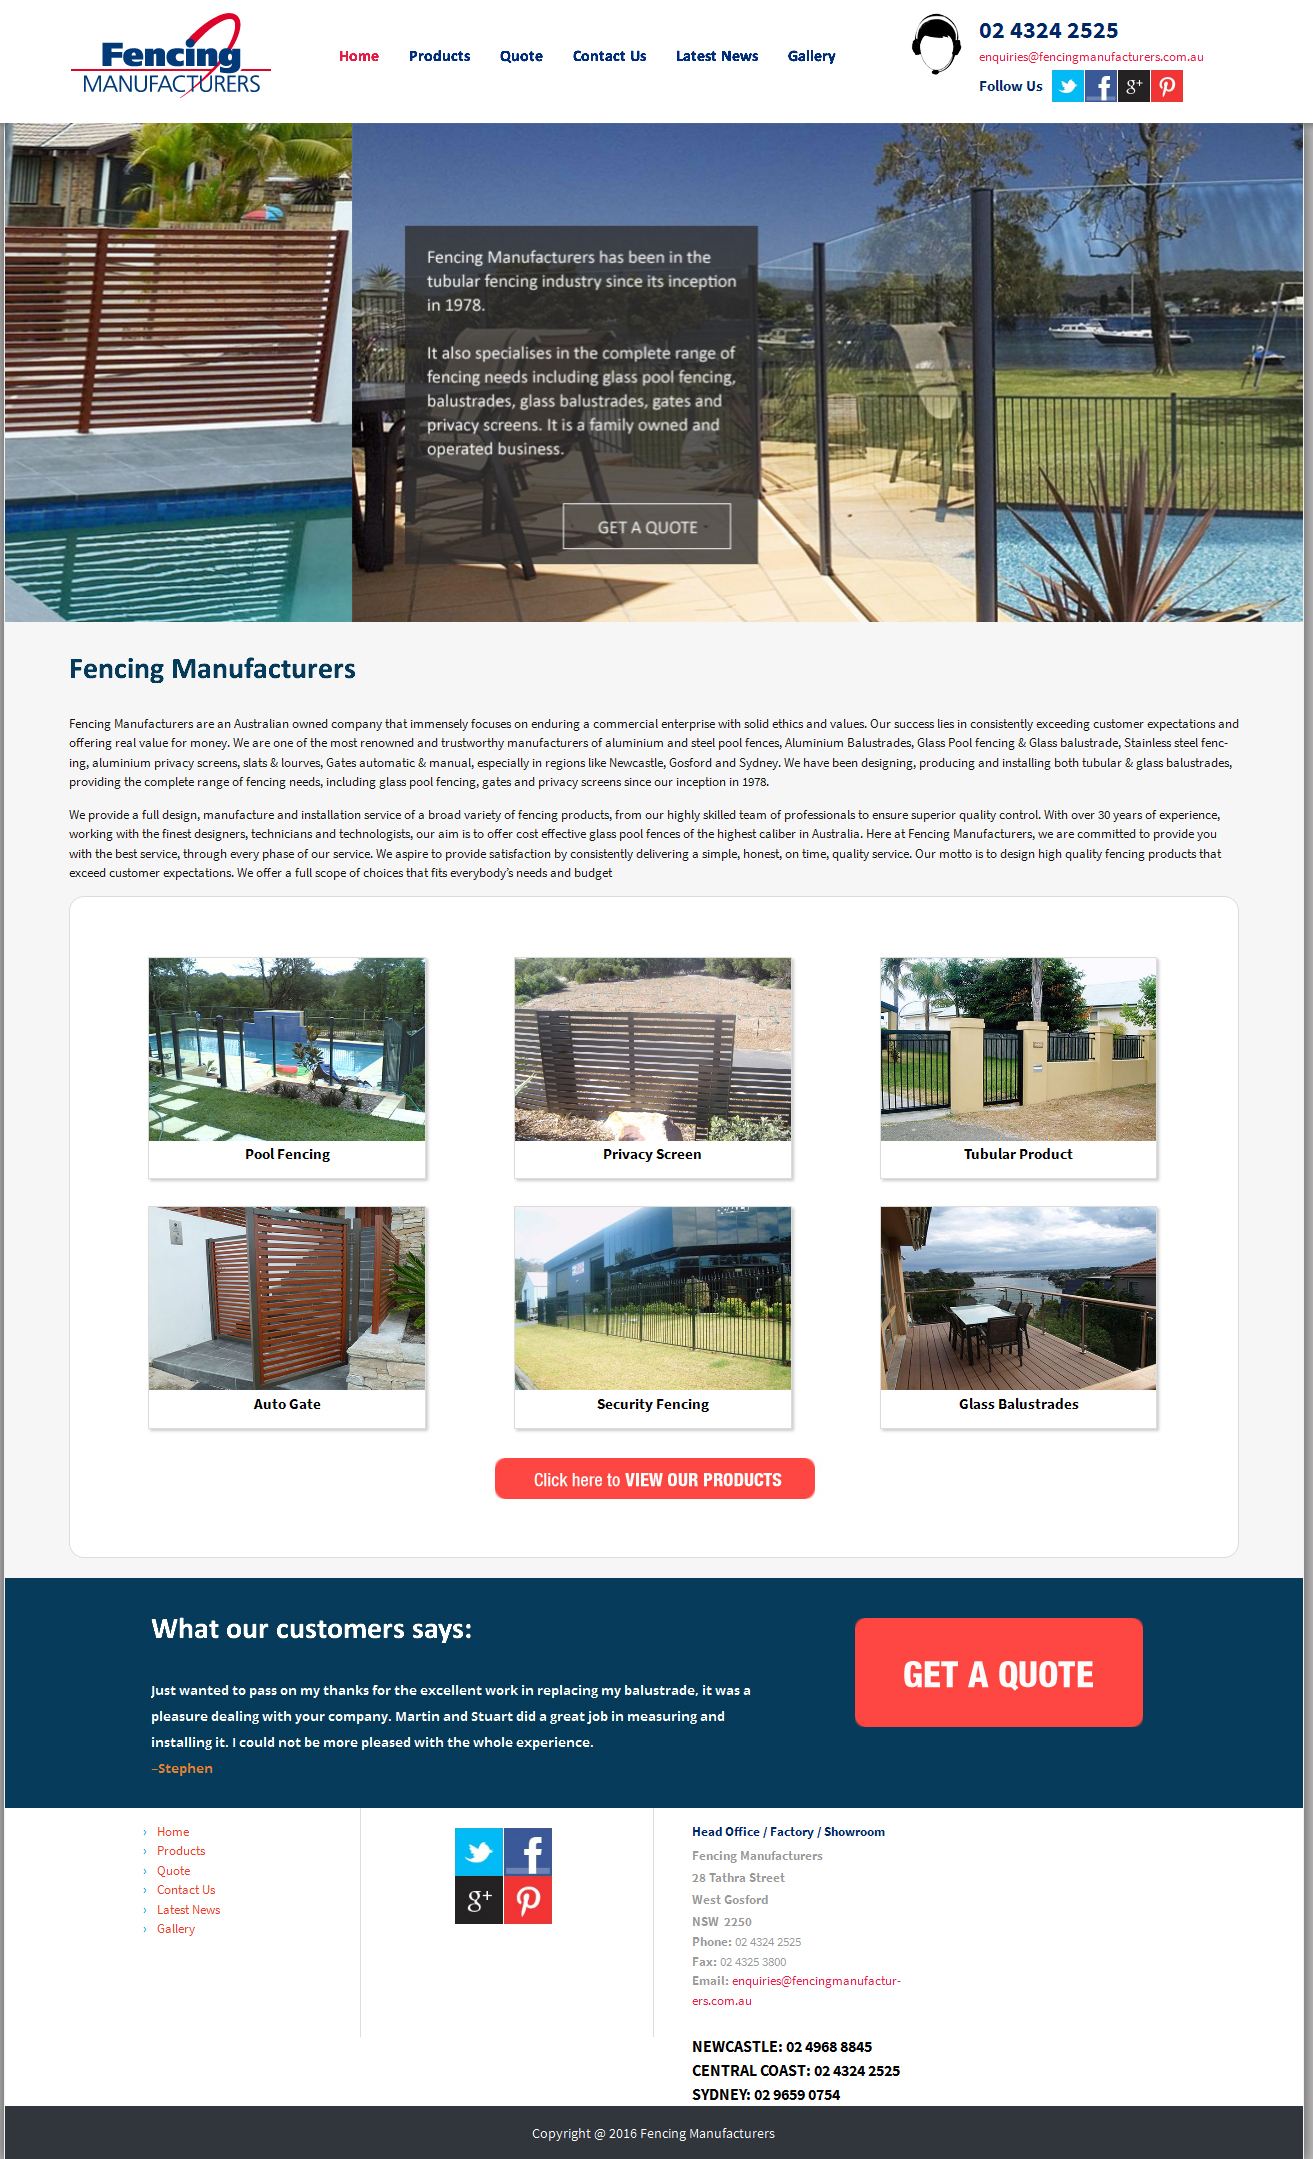 Fencing
MANUFACTURERS
Home Products Quote Contact Us Latest News Gallery
02 4324 2525
enquiries@fencingmanufacturers.com.au
Follow Us
Fencing Manufacturers has been in the
tubular fencing industry since its inception
in 1978.
It also specialises in the complete range of
fencing needs including glass pool fencing,
balustrades, glass balustrades, gates and
privacy screens. It is a family owned and
operated business.
GET A QUOTE
Fencing Manufacturers
Fencing Manufacturers are an Australian owned company that immensely focuses on enduring a commercial enterprise with solid ethics and values. Our success lies in consistently exceeding customer expectations and
offering real value for money. We are one of the most renowned and trustworthy manufacturers of aluminium and steel pool fences, Aluminium Balustrades, Glass Pool fencing & Glass balustrade, Stainless steel fenc-
ing, aluminium privacy screens, slats & lourves, Gates automatic & manual, especially in regions like Newcastle, Gosford and Sydney. We have been designing, producing and installing both tubular & glass balustrades,
providing the complete range of fencing needs, including glass pool fencing, gates and privacy screens since our inception in 1978.
We provide a full design, manufacture and installation service of a broad variety of fencing products, from our highly skilled team of professionals to ensure superior quality control. With over 30 years of experience,
working with the finest designers, technicians and technologists, our aim is to offer cost effective glass pool fences of the highest caliber in Australia. Here at Fencing Manufacturers, we are committed to provide you
with the best service, through every phase of our service. We aspire to provide satisfaction by consistently delivering a simple, honest, on time, quality service. Our motto is to design high quality fencing products that
exceed customer expectations. We offer a full scope of choices that fits everybody's needs and budget
Pool Fencing
Privacy Screen
Tubular Product
Auto Gate
Security Fencing
Glass Balustrades
Click here to VIEW OUR PRODUCTS
What our customers says:
Just wanted to pass on my thanks for the excellent work in replacing my balustrade, it was a
pleasure dealing with your company. Martin and Stuart did a great job in measuring and
installing it. I could not be more pleased with the whole experience.
–Stephen
GET A QUOTE
› Home
› Products
› Quote
› Contact Us
› Latest News
› Gallery
g+
Head Office / Factory / Showroom
Fencing Manufacturers
28 Tathra Street
West Gosford
NSW 2250
Phone: 02 4324 2525
Fax: 02 4325 3800
Email: enquiries@fencingmanufactur-
ers.com.au
NEWCASTLE: 02 4968 8845
CENTRAL COAST: 02 4324 2525
SYDNEY: 02 9659 0754
Copyright @ 2016 Fencing Manufacturers